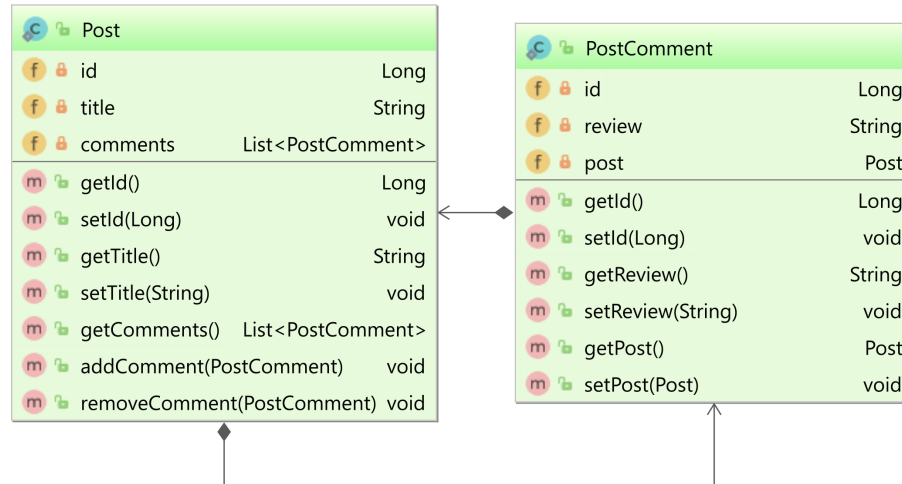 C Post
f id Long
f title String
f comments List<PostComment>
m getId() Long
m setId(Long) void
m getTitle() String
m setTitle(String) void
m getComments() List<PostComment>
m addComment(PostComment) void
m removeComment(PostComment) void
C PostComment
f id Long
f review String
f post Post
m getId() Long
m setId(Long) void
m getReview() String
m setReview(String) void
m getPost() Post
m setPost(Post) void